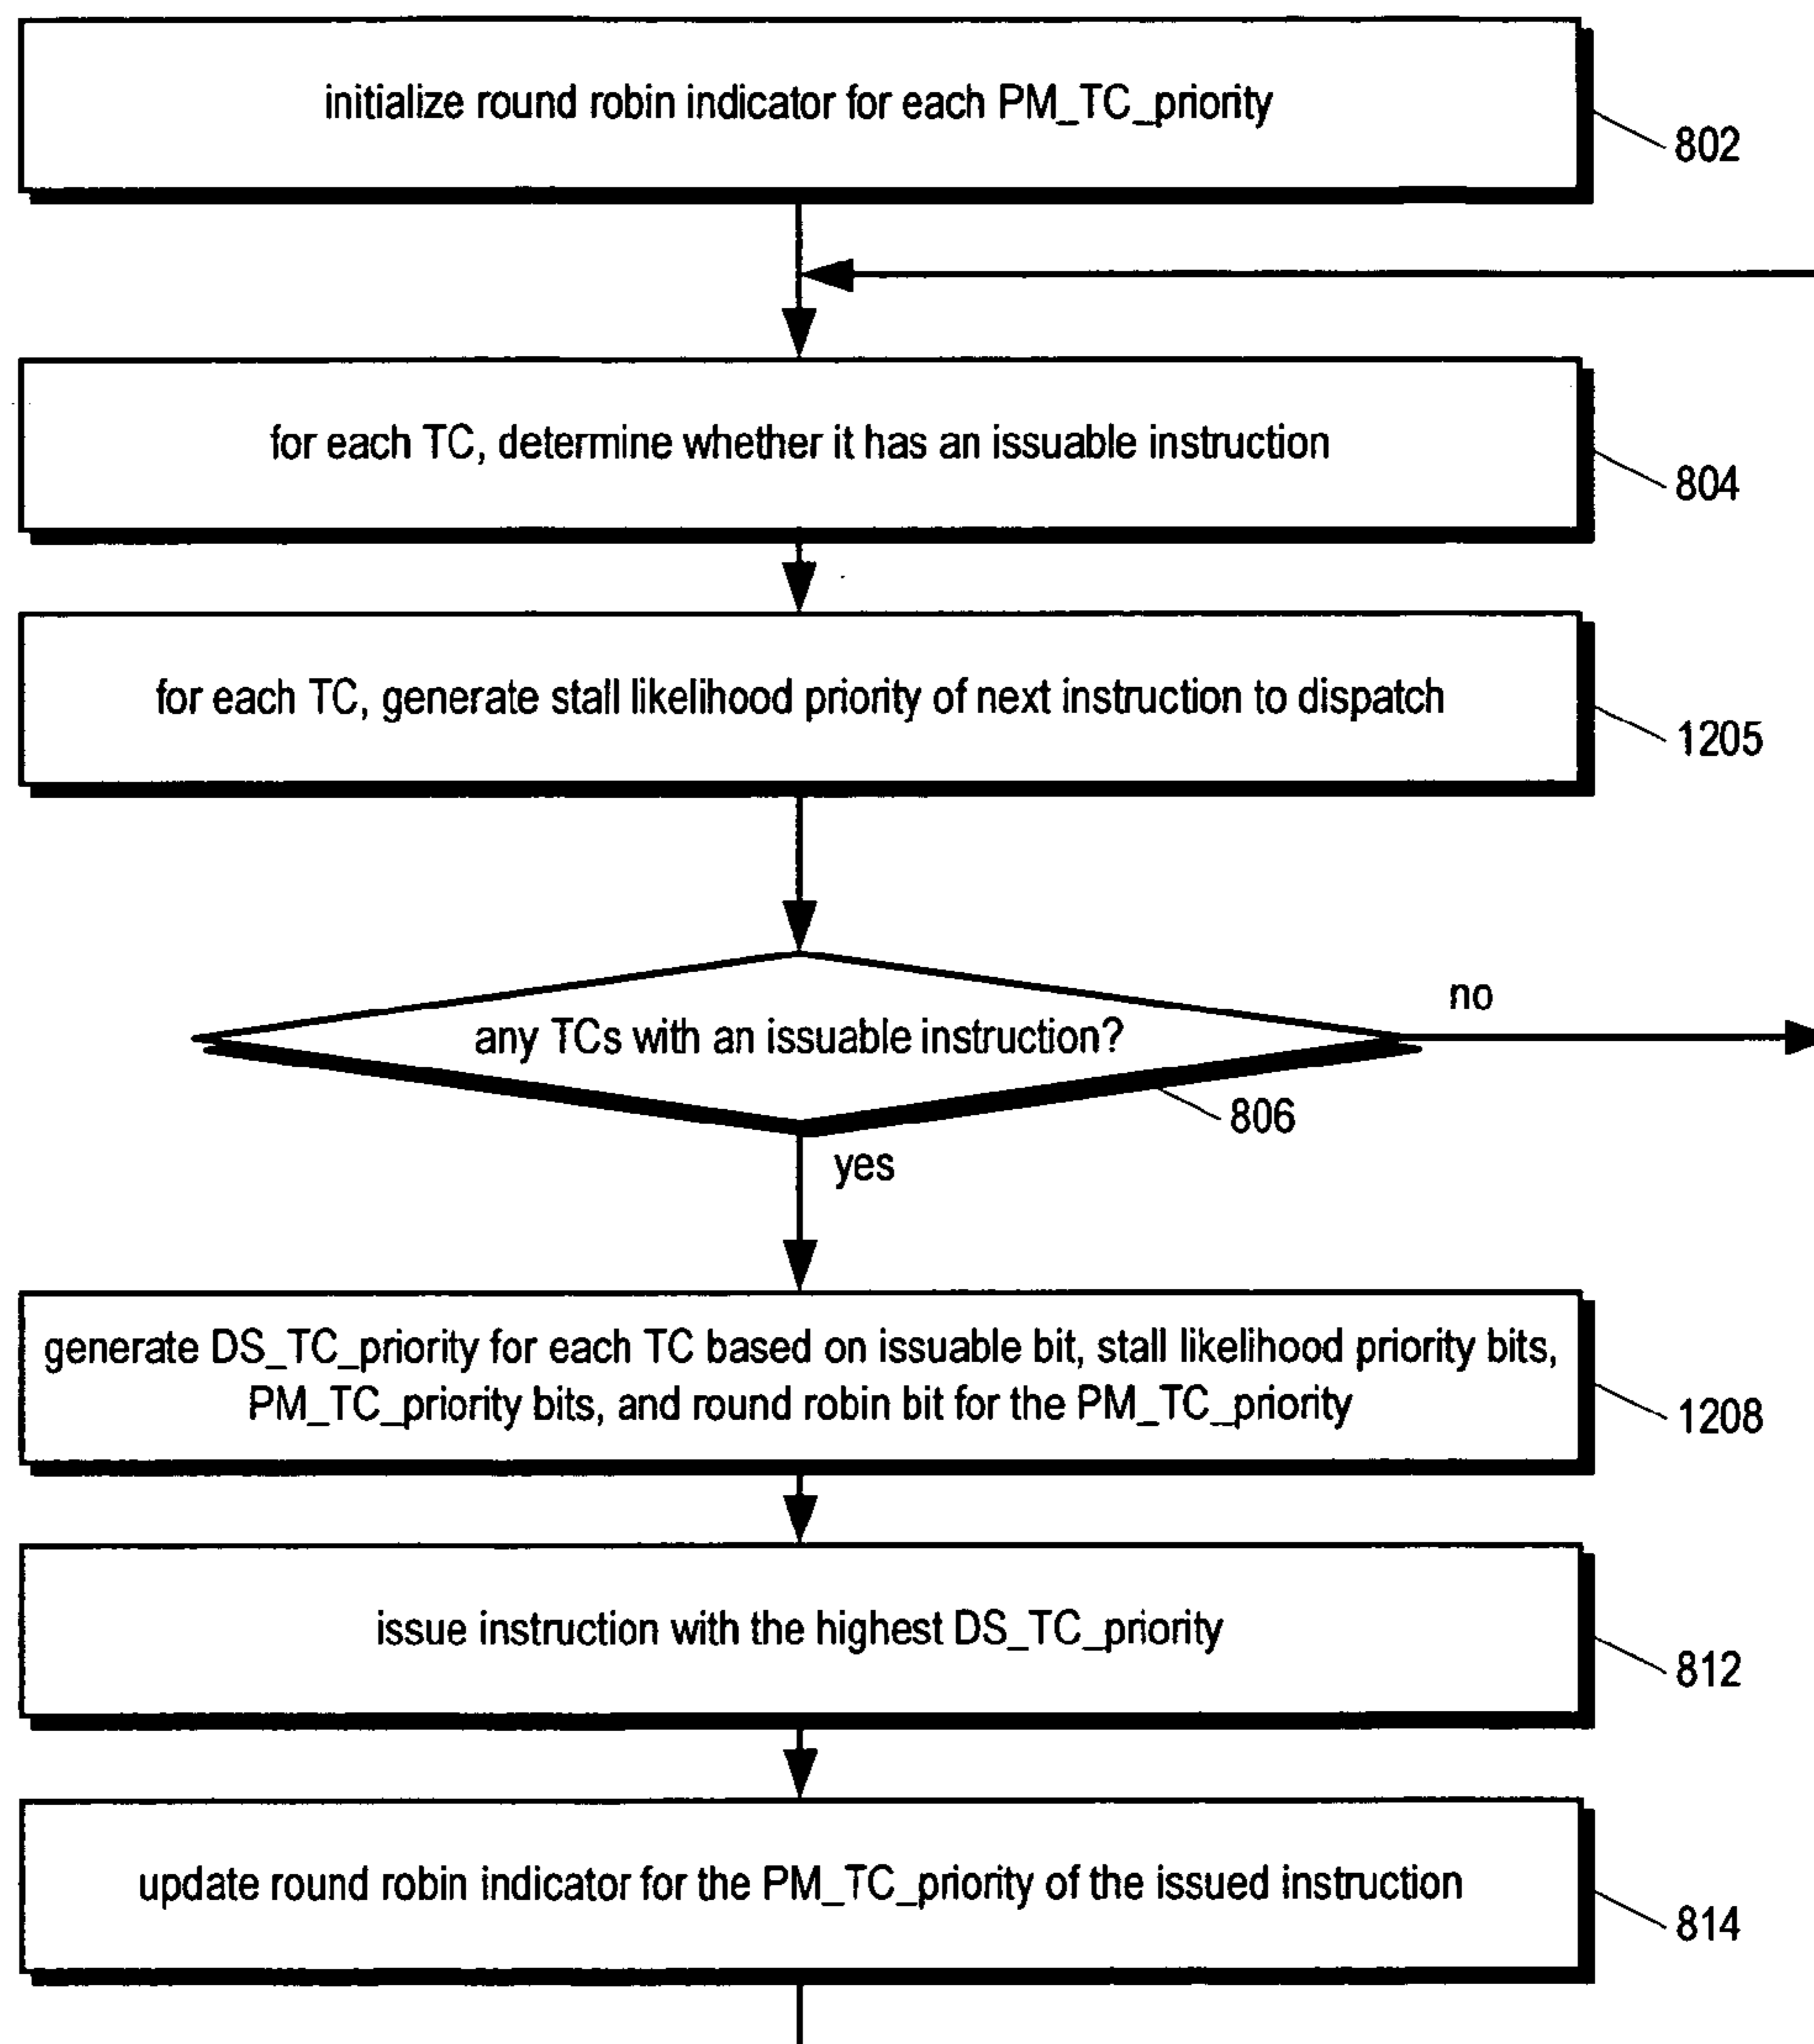 initialize round robin indicator for each PM_TC_priority
802
for each TC, determine whether it has an issuable instruction
804
for each TC, generate stall likelihood priority of next instruction to dispatch
1205
any TCs with an issuable instruction?
no
806
yes
generate DS_TC_priority for each TC based on issuable bit, stall likelihood priority bits,
PM_TC_priority bits, and round robin bit for the PM_TC_priority
1208
issue instruction with the highest DS_TC_priority
812
update round robin indicator for the PM_TC_priority of the issued instruction
814